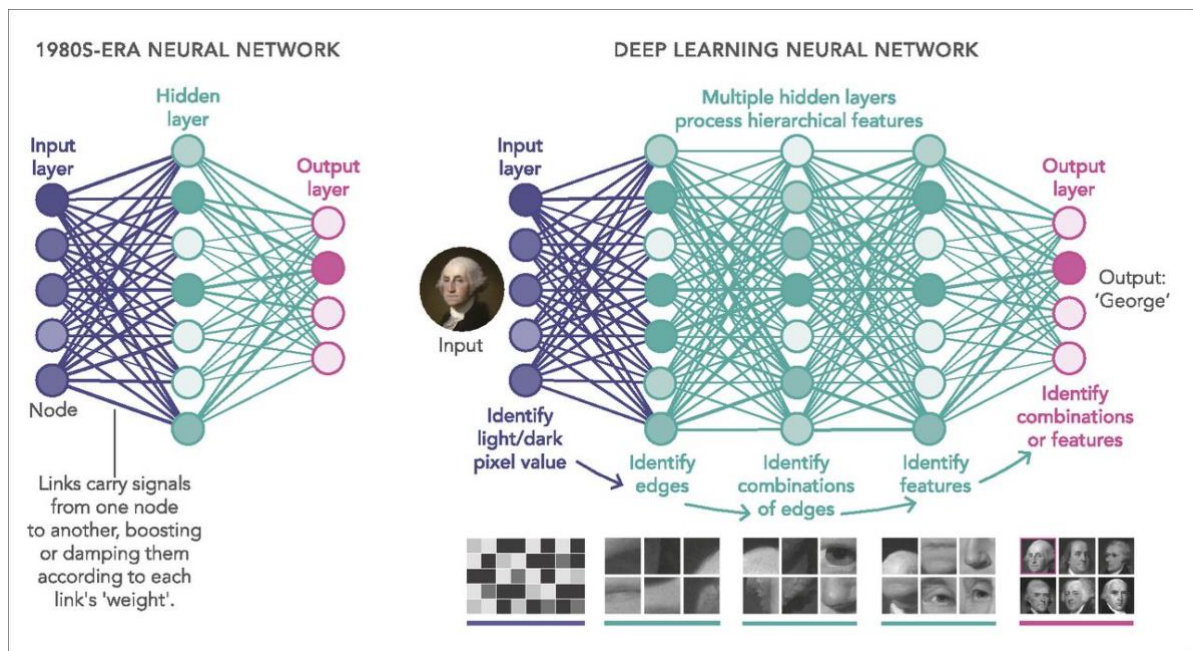 1980S-ERA NEURAL NETWORK
Hidden
layer
Input
layer
Output
layer
Node
Links carry signals
from one node
to another, boosting
or damping them
according to each
link's 'weight'.
DEEP LEARNING NEURAL NETWORK
Multiple hidden layers
process hierarchical features
Input
layer
Output
layer
Input
Output:
'George'
Identify
light/dark
pixel value
Identify
edges
Identify
combinations
of edges
Identify
features
Identify
combinations
or features